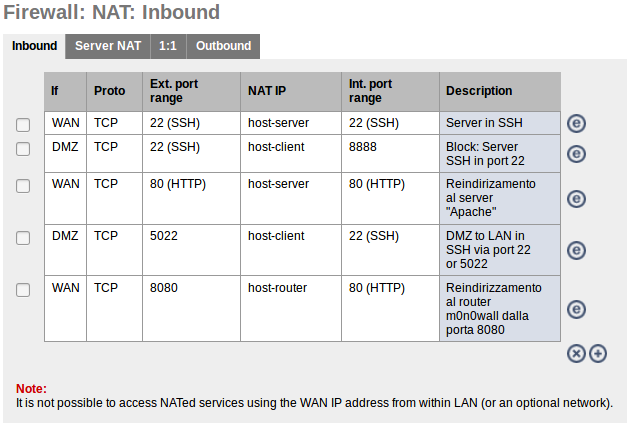 Firewall: NAT: Inbound
Inbound Server NAT 1:1 Outbound
If Proto Ext. port range NAT IP Int. port range Description
WAN TCP 22 (SSH) host-server 22 (SSH) Server in SSH
DMZ TCP 22 (SSH) host-client 8888 Block: Server
SSH in port 22
WAN TCP 80 (HTTP) host-server 80 (HTTP) Reindirizamento
al server
"Apache"
DMZ TCP 5022 host-client 22 (SSH) DMZ to LAN in
SSH via port 22
or 5022
WAN TCP 8080 host-router 80 (HTTP) Reindirizzamento
al router
m0n0wall dalla
porta 8080
Note:
It is not possible to access NATed services using the WAN IP address from within LAN (or an optional network).